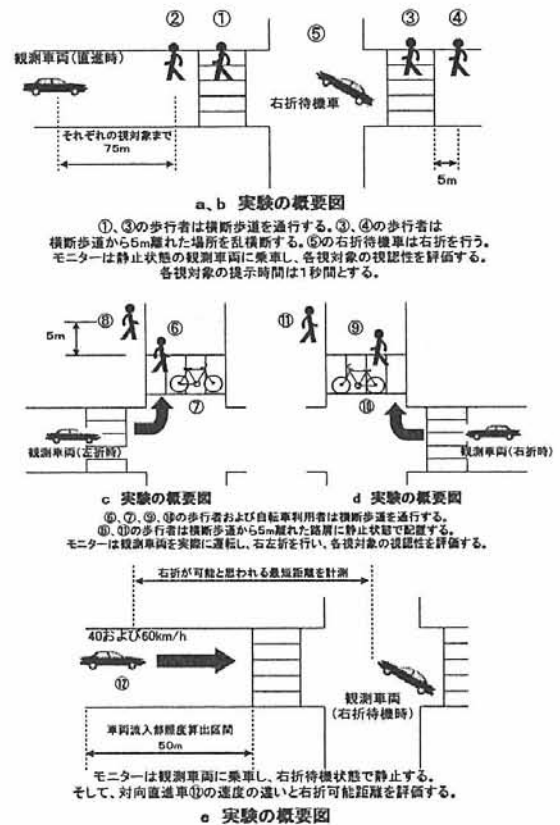 ② ① ③ ④
観測車両(直進時)
⑤
右折待機車
それぞれの視対象まで
75m
5m
a、b 実験の概要図
①、③の歩行者は横断歩道を通行する。③、④の歩行者は
横断歩道から5m離れた場所を乱横断する。⑤の右折待機車は右折を行う。
モニターは静止状態の観測車両に乗車し、各視対象の視認性を評価する。
各視対象の提示時間は1秒間とする。
⑧ ⑥ ⑪ ⑨
5m
⑦ ⑩
観測車両(左折時) 観測車両(右折時)
c 実験の概要図 d 実験の概要図
⑥、⑦、⑨、⑩の歩行者および自転車利用者は横断歩道を通行する。
⑧、⑪の歩行者は横断歩道から5m離れた路肩に静止状態で配置する。
モニターは観測車両を実際に運転し、右左折を行い、各視対象の視認性を評価する。
右折が可能と思われる最短距離を計測
40および60km/h
⑫
観測車両
(右折待機時)
車両流入部照度算出区間
50m
モニターは観測車両に乗車し、右折待機状態で静止する。
そして、対向直進車⑫の速度の違いと右折可能距離を評価する。
e 実験の概要図